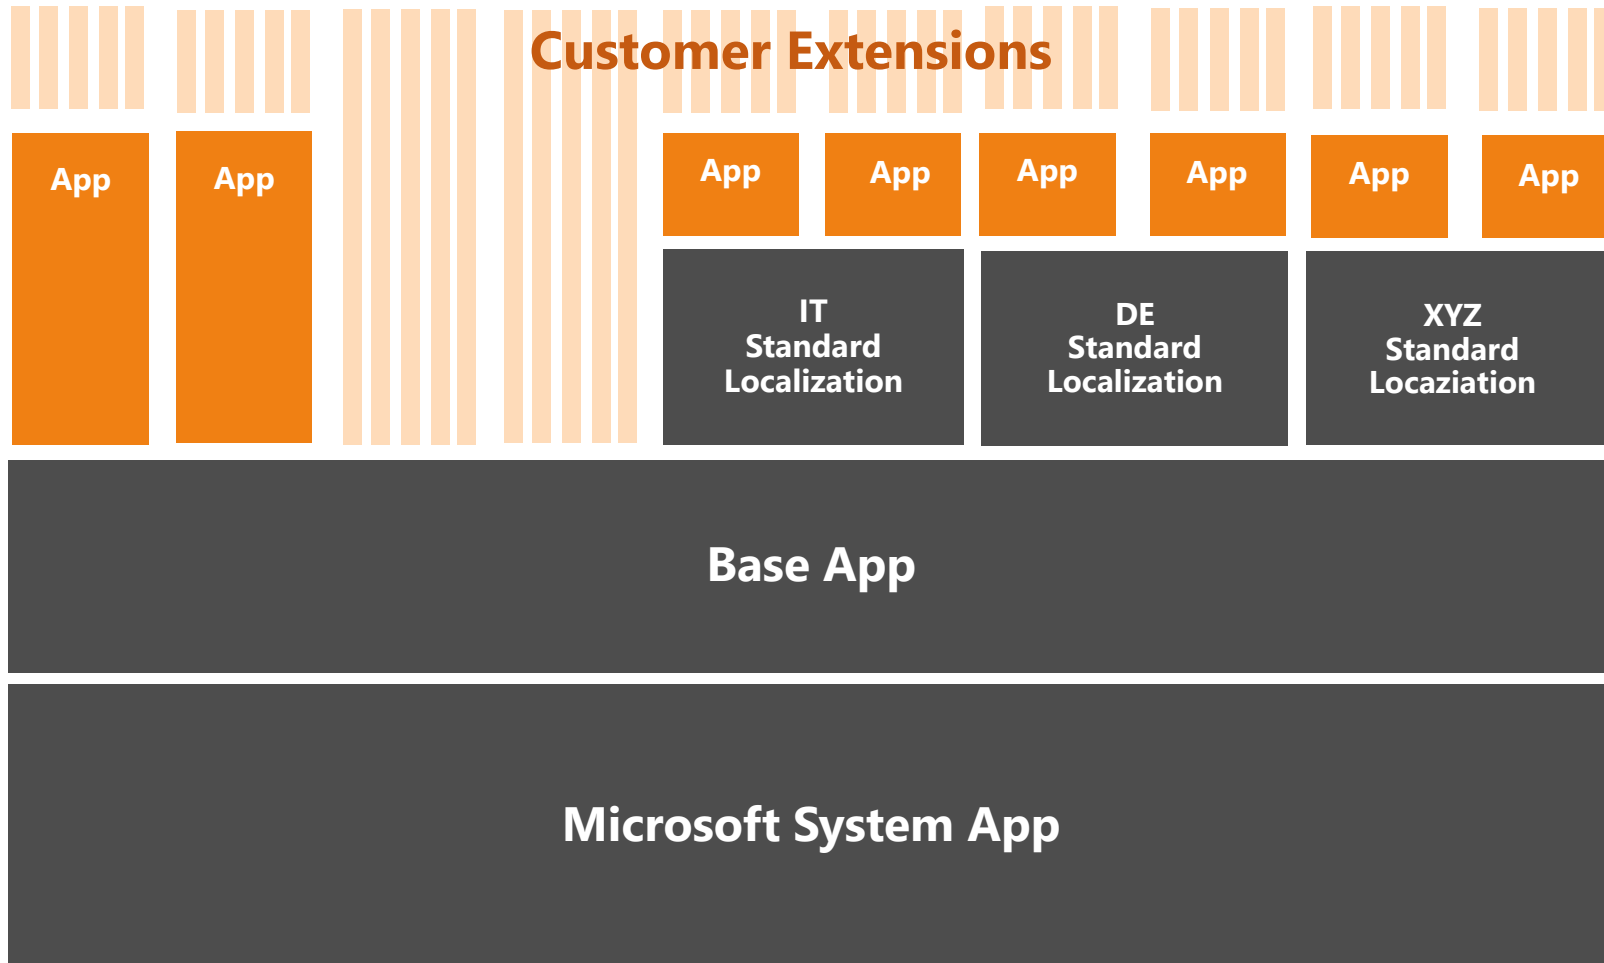 Customer Extensions
App
App
App
App
App
App
App
App
IT
Standard
Localization
DE
Standard
Localization
XYZ
Standard
Locaziation
Base App
Microsoft System App